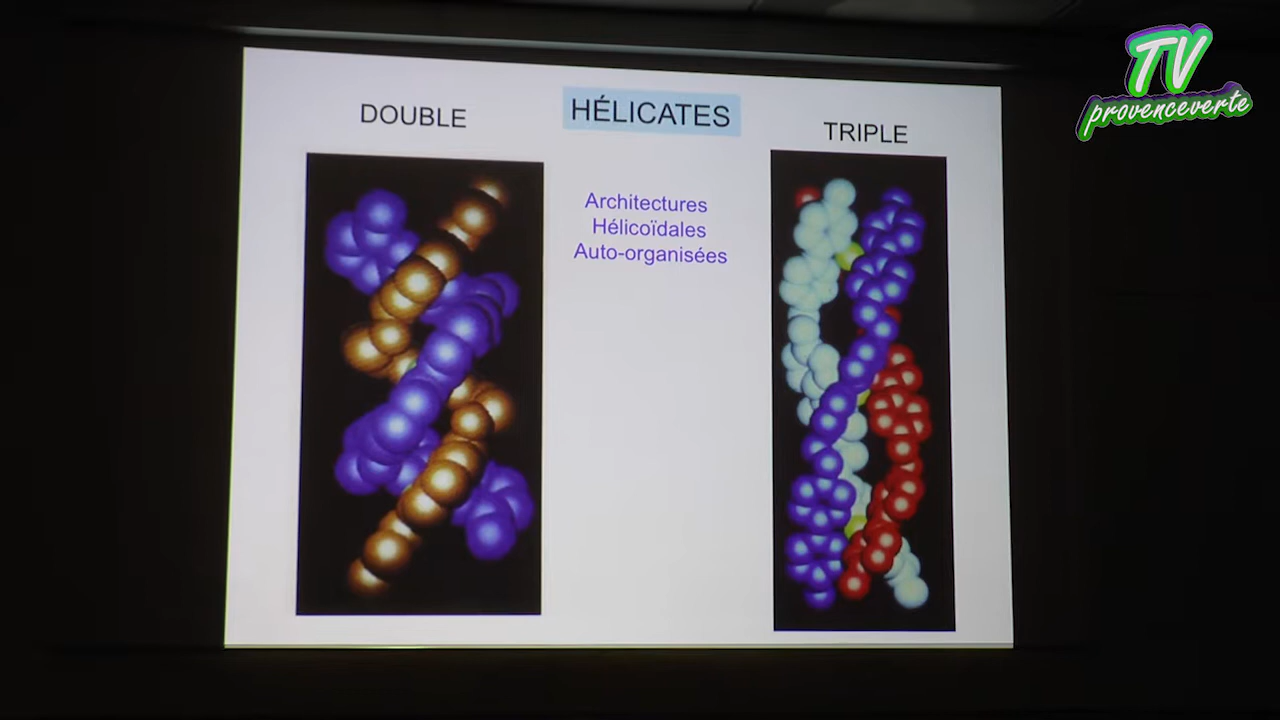 DOUBLE
HÉLICATES
TRIPLE
Architectures
Hélicoïdales
Auto-organisées
TV
provenceverte